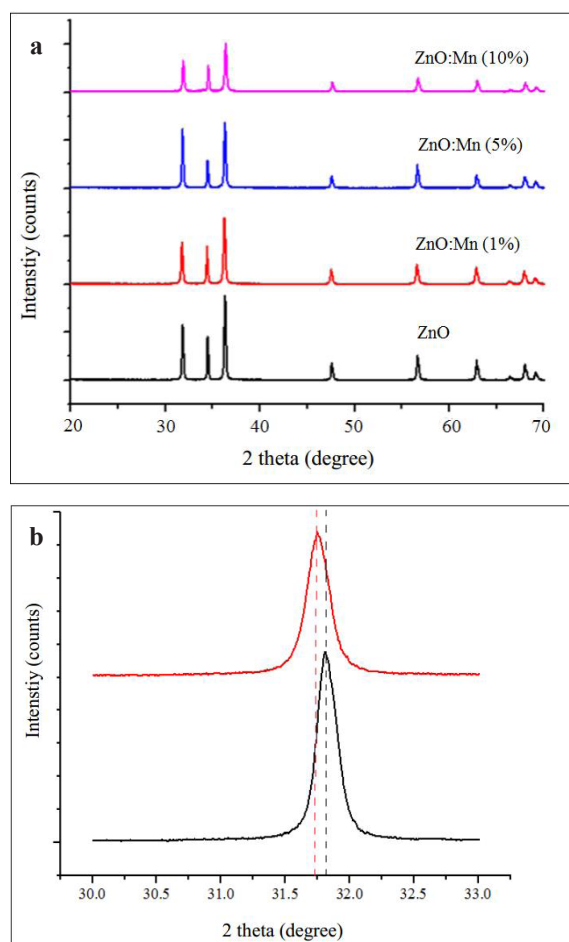 a
ZnO:Mn (10%)
ZnO:Mn (5%)
ZnO:Mn (1%)
ZnO
Intenstiy (counts)
20 30 40 50 60 70
2 theta (degree)
b
Intenstiy (counts)
30.0 30.5 31.0 31.5 32.0 32.5 33.0
2 theta (degree)